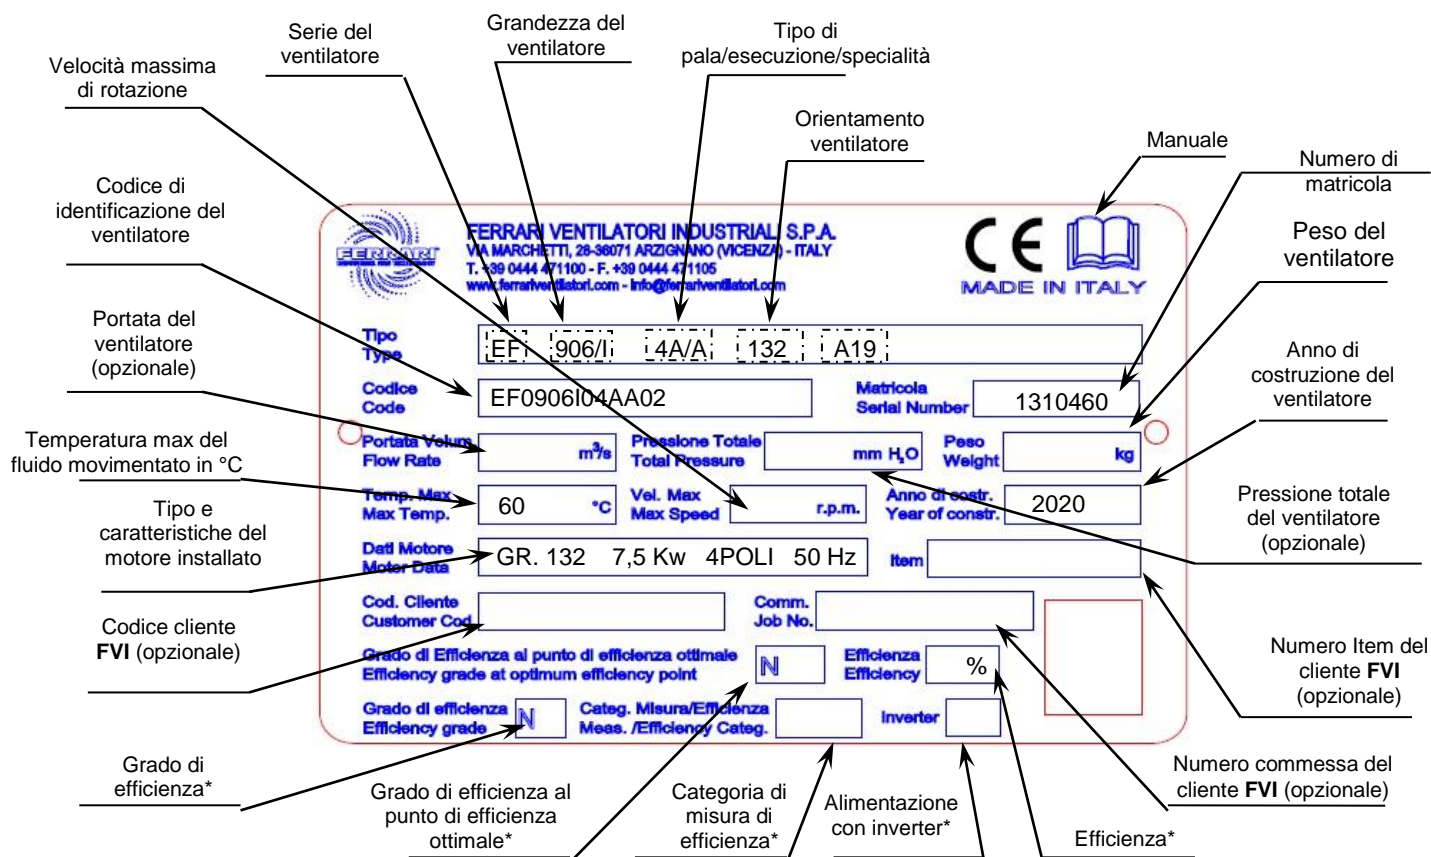 Serie del
ventilatore
Grandezza del
ventilatore
Tipo di
pala/esecuzione/specialità
Velocità massima
di rotazione
Orientamento
ventilatore
Manuale
Numero di
matricola
Codice di
identificazione del
ventilatore
Peso del
ventilatore
FERRARI
FERRARI VENTILATORI INDUSTRIALI S.P.A.
VIA MARCHETTI, 28-36071 ARZIGNANO (VICENZA) - ITALY
T. +39 0444 471100 - F. +39 0444 471105
www.ferrariventilatori.com - info@ferrariventilatori.com
CE
MADE IN ITALY
Portata del
ventilatore
(opzionale)
Anno di
costruzione del
ventilatore
Tipo
Type
EF 906/I 4A/A 132 A19
Codice
Code
EF0906I04AA02
Matricola
Serial Number
1310460
Temperatura max del
fluido movimentato in °C
Portata Volum
Flow Rate
m³/s
Pressione Totale
Total Pressure
mm H₂O
Peso
Weight
kg
Temp. Max
Max Temp.
60 °C
Vel. Max
Max Speed
r.p.m.
Anno di costr.
Year of constr.
2020
Tipo e
caratteristiche del
motore installato
Pressione totale
del ventilatore
(opzionale)
Dati Motore
Motor Data
GR. 132 7,5 Kw 4POLI 50 Hz
Item
Cod. Cliente
Customer Cod
Comm.
Job No.
Codice cliente
FVI (opzionale)
Numero Item del
cliente FVI
(opzionale)
Grado di Efficienza al punto di efficienza ottimale
Efficiency grade at optimum efficiency point
N
Efficienza
Efficiency
%
Grado di efficienza
Efficiency grade
N
Categ. Misura/Efficienza
Meas. /Efficiency Categ.
Inverter
Grado di
efficienza*
Grado di efficienza al
punto di efficienza
ottimale*
Categoria di
misura di
efficienza*
Alimentazione
con inverter*
Efficienza*
Numero commessa del
cliente FVI (opzionale)